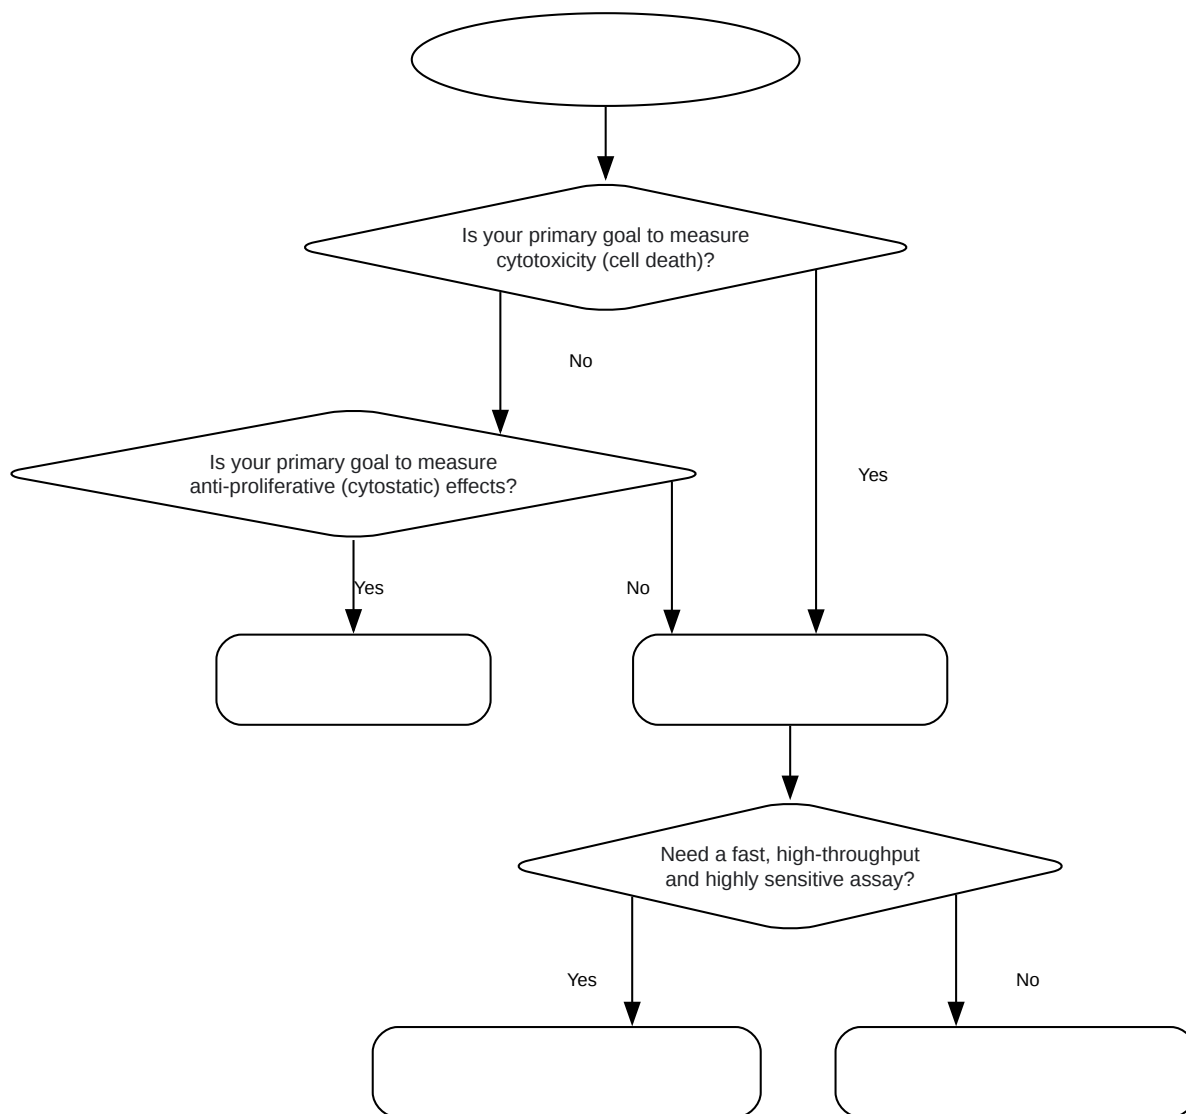 Is your primary goal to measure
cytotoxicity (cell death)?
No
Is your primary goal to measure
anti-proliferative (cytostatic) effects?
Yes
Yes
No
Need a fast, high-throughput
and highly sensitive assay?
Yes
No